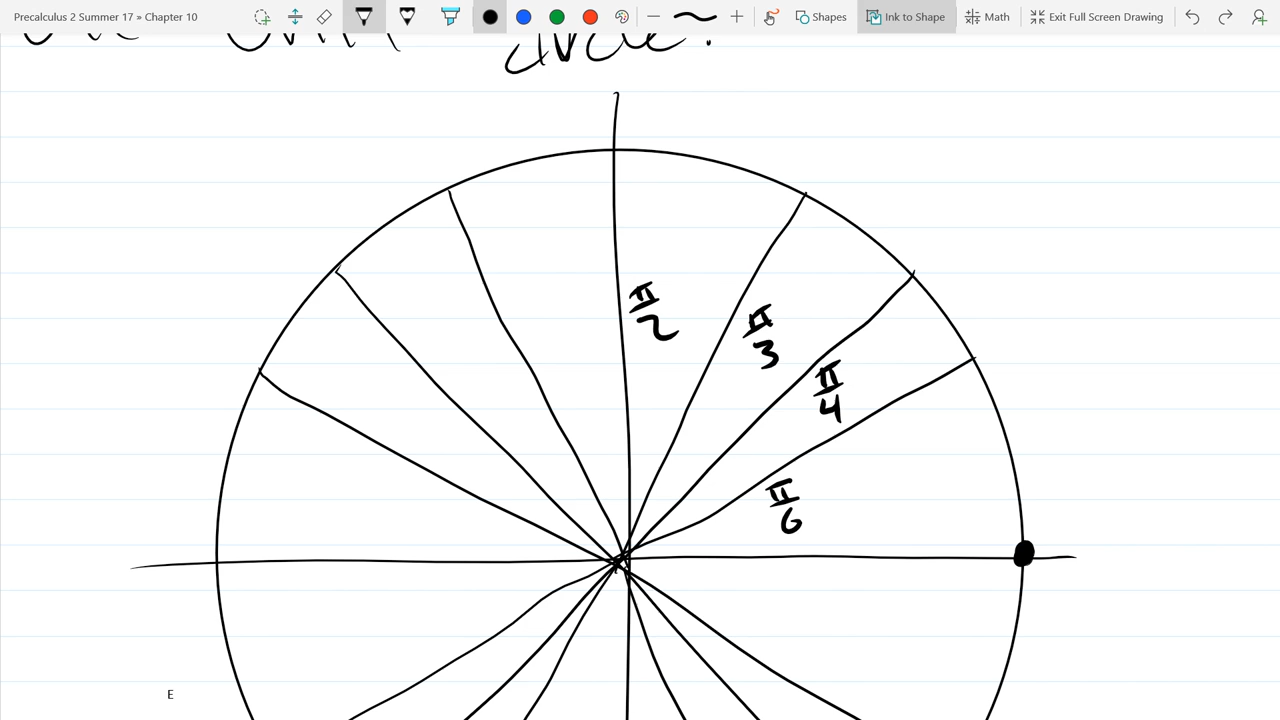 Precalculus 2 Summer 17 » Chapter 10
Shapes
Ink to Shape
Math
Exit Full Screen Drawing
π/2
π/3
π/4
π/6
E